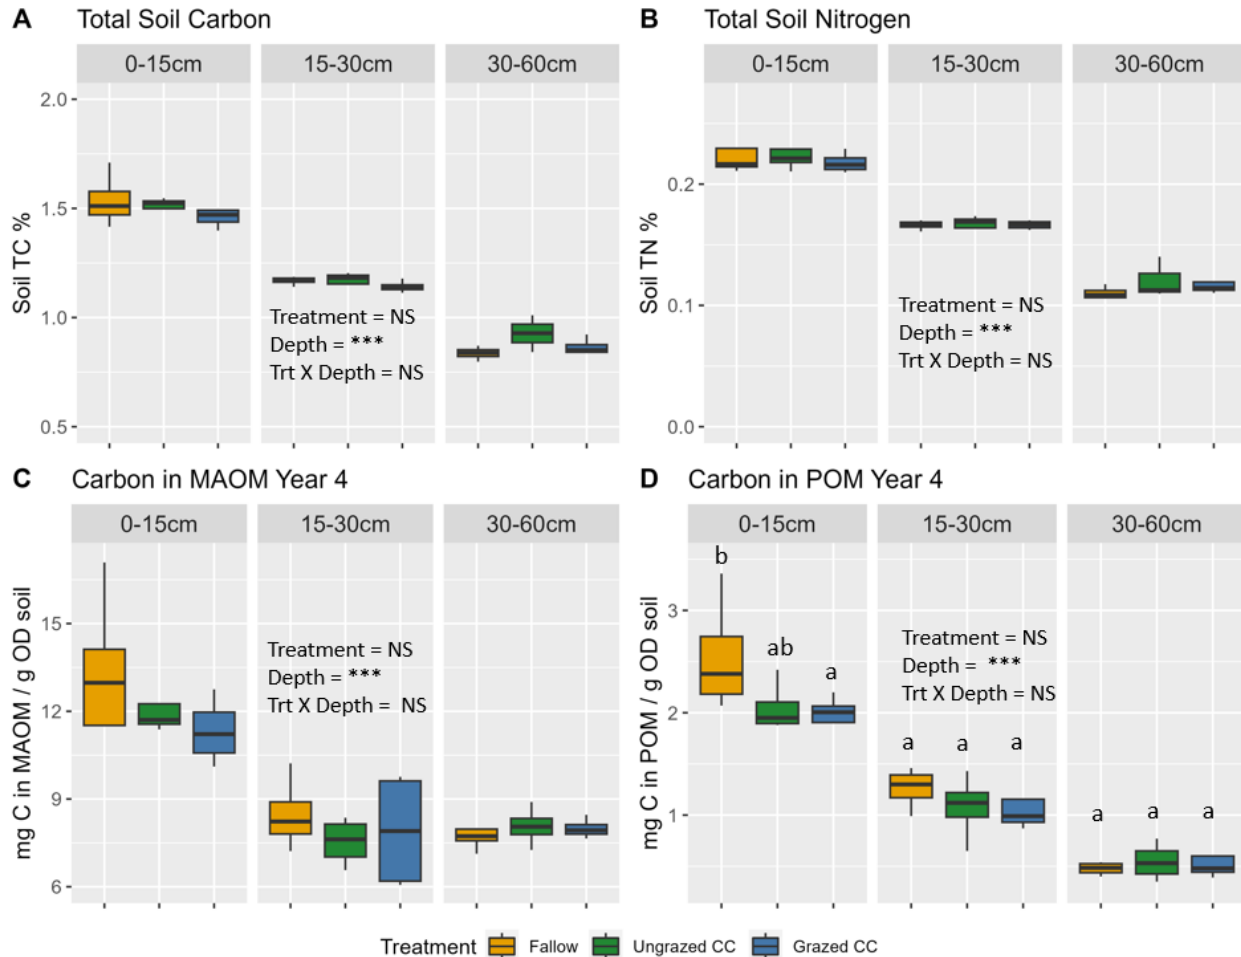 A Total Soil Carbon
0-15cm 15-30cm 30-60cm
2.0
1.5
1.0
0.5
Soil TC %
Treatment = NS
Depth = ***
Trt X Depth = NS
B Total Soil Nitrogen
0-15cm 15-30cm 30-60cm
0.2
0.1
0.0
Soil TN %
Treatment = NS
Depth = ***
Trt X Depth = NS
C Carbon in MAOM Year 4
0-15cm 15-30cm 30-60cm
15
12
9
6
mg C in MAOM / g OD soil
Treatment = NS
Depth = ***
Trt X Depth = NS
D Carbon in POM Year 4
0-15cm 15-30cm 30-60cm
3
2
1
mg C in POM / g OD soil
b
ab
a
Treatment = NS
Depth = ***
Trt X Depth = NS
a a a
a a a
Treatment Fallow Ungrazed CC Grazed CC